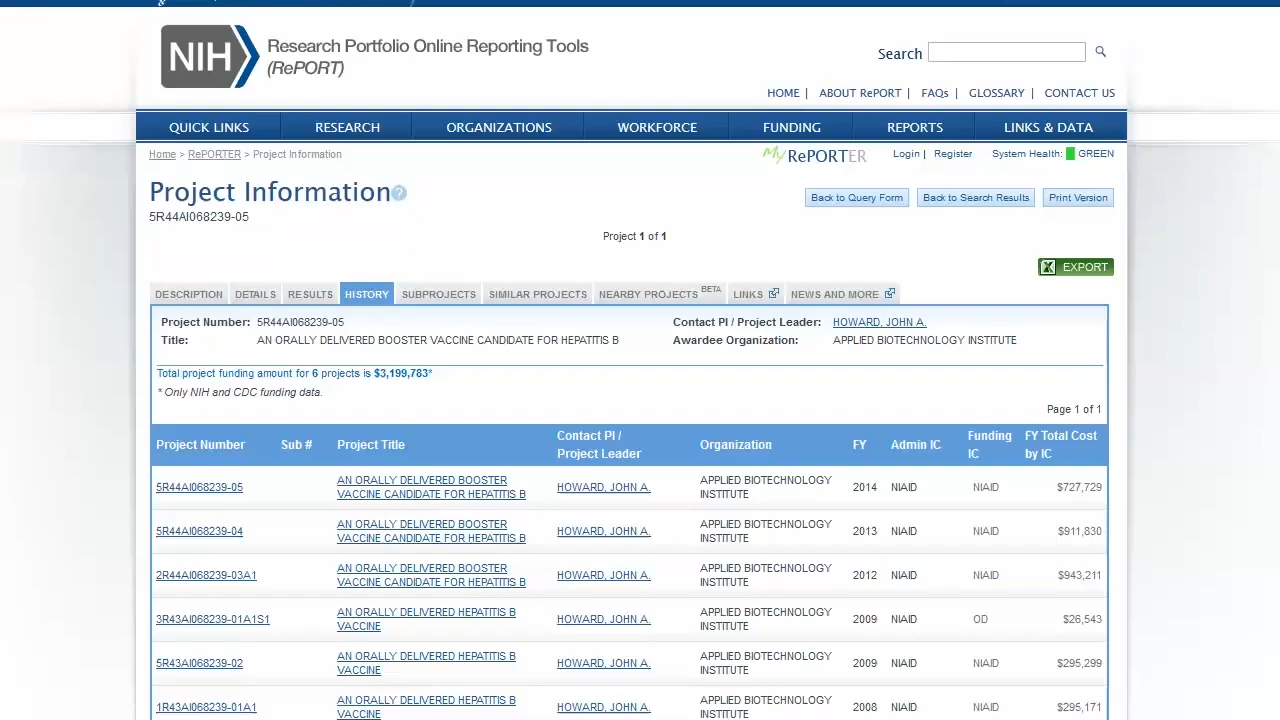 NIH Research Portfolio Online Reporting Tools
(RePORT)
Search
HOME | ABOUT RePORT | FAQs | GLOSSARY | CONTACT US
QUICK LINKS RESEARCH ORGANIZATIONS WORKFORCE FUNDING REPORTS LINKS & DATA
Home > RePORTER > Project Information
My RePORTER Login | Register System Health: GREEN
Project Information ?
5R44AI068239-05
Back to Query Form Back to Search Results Print Version
Project 1 of 1
EXPORT
DESCRIPTION DETAILS RESULTS HISTORY SUBPROJECTS SIMILAR PROJECTS NEARBY PROJECTS BETA LINKS NEWS AND MORE
Project Number: 5R44AI068239-05 Contact PI / Project Leader: HOWARD, JOHN A.
Title: AN ORALLY DELIVERED BOOSTER VACCINE CANDIDATE FOR HEPATITIS B Awardee Organization: APPLIED BIOTECHNOLOGY INSTITUTE
Total project funding amount for 6 projects is $3,199,783*
* Only NIH and CDC funding data.
Page 1 of 1
Project Number Sub # Project Title Contact PI / Project Leader Organization FY Admin IC Funding IC FY Total Cost by IC
5R44AI068239-05 AN ORALLY DELIVERED BOOSTER VACCINE CANDIDATE FOR HEPATITIS B HOWARD, JOHN A. APPLIED BIOTECHNOLOGY INSTITUTE 2014 NIAID NIAID $727,729
5R44AI068239-04 AN ORALLY DELIVERED BOOSTER VACCINE CANDIDATE FOR HEPATITIS B HOWARD, JOHN A. APPLIED BIOTECHNOLOGY INSTITUTE 2013 NIAID NIAID $911,830
2R44AI068239-03A1 AN ORALLY DELIVERED BOOSTER VACCINE CANDIDATE FOR HEPATITIS B HOWARD, JOHN A. APPLIED BIOTECHNOLOGY INSTITUTE 2012 NIAID NIAID $943,211
3R43AI068239-01A1S1 AN ORALLY DELIVERED HEPATITIS B VACCINE HOWARD, JOHN A. APPLIED BIOTECHNOLOGY INSTITUTE 2009 NIAID OD $26,543
5R43AI068239-02 AN ORALLY DELIVERED HEPATITIS B VACCINE HOWARD, JOHN A. APPLIED BIOTECHNOLOGY INSTITUTE 2009 NIAID NIAID $295,299
1R43AI068239-01A1 AN ORALLY DELIVERED HEPATITIS B VACCINE HOWARD, JOHN A. APPLIED BIOTECHNOLOGY INSTITUTE 2008 NIAID NIAID $295,171